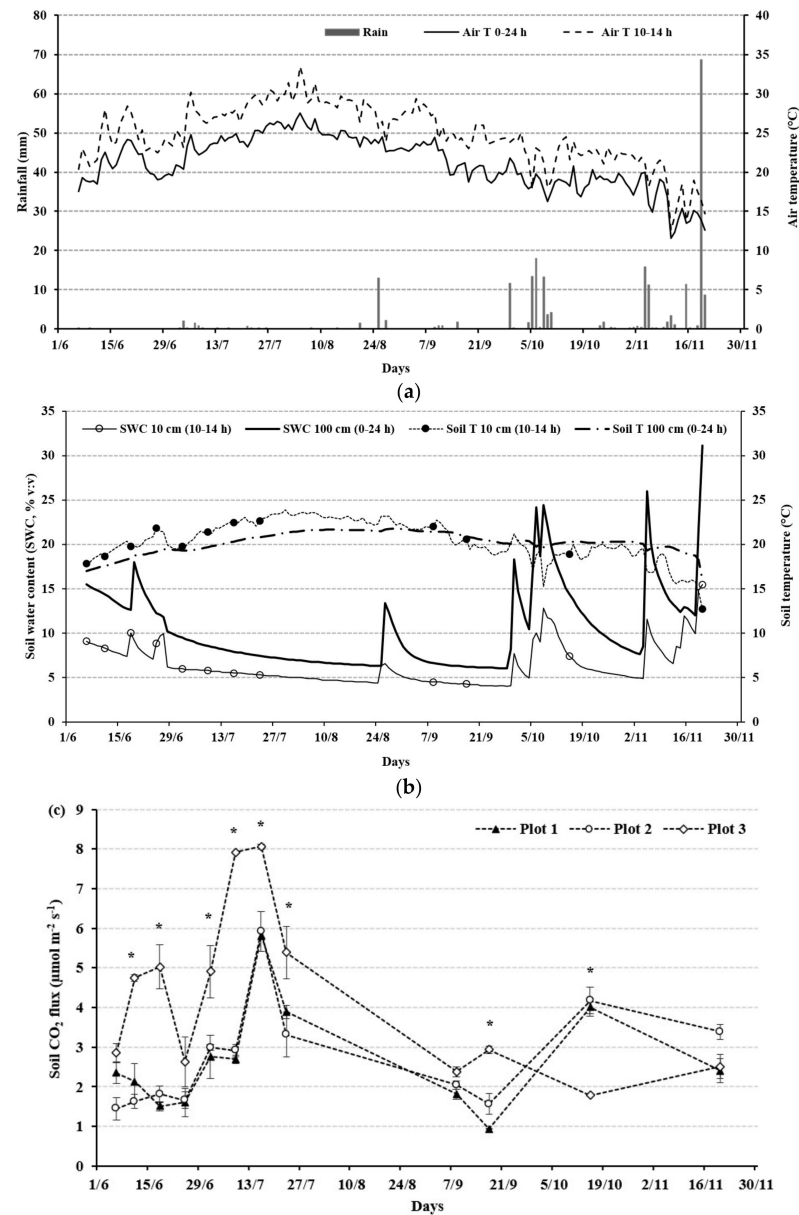 80 40
Rain Air T 0-24 h Air T 10-14 h
70 35
60 30
50 25
40 20
30 15
20 10
10 5
0 0
Rainfall (mm)
Air temperature (°C)
1/6 15/6 29/6 13/7 27/7 10/8 24/8 7/9 21/9 5/10 19/10 2/11 16/11 30/11
Days
(a)
35 35
SWC 10 cm (10-14 h) SWC 100 cm (0-24 h) Soil T 10 cm (10-14 h) Soil T 100 cm (0-24 h)
30 30
25 25
20 20
15 15
10 10
5 5
0 0
Soil water content (SWC, % v:v)
Soil temperature (°C)
1/6 15/6 29/6 13/7 27/7 10/8 24/8 7/9 21/9 5/10 19/10 2/11 16/11 30/11
Days
(b)
(c) 9
Plot 1 Plot 2 Plot 3
8
7
6
5
4
3
2
1
0
* * * * * * * *
Soil CO2 flux (μmol m-2 s-1)
1/6 15/6 29/6 13/7 27/7 10/8 24/8 7/9 21/9 5/10 19/10 2/11 16/11 30/11
Days